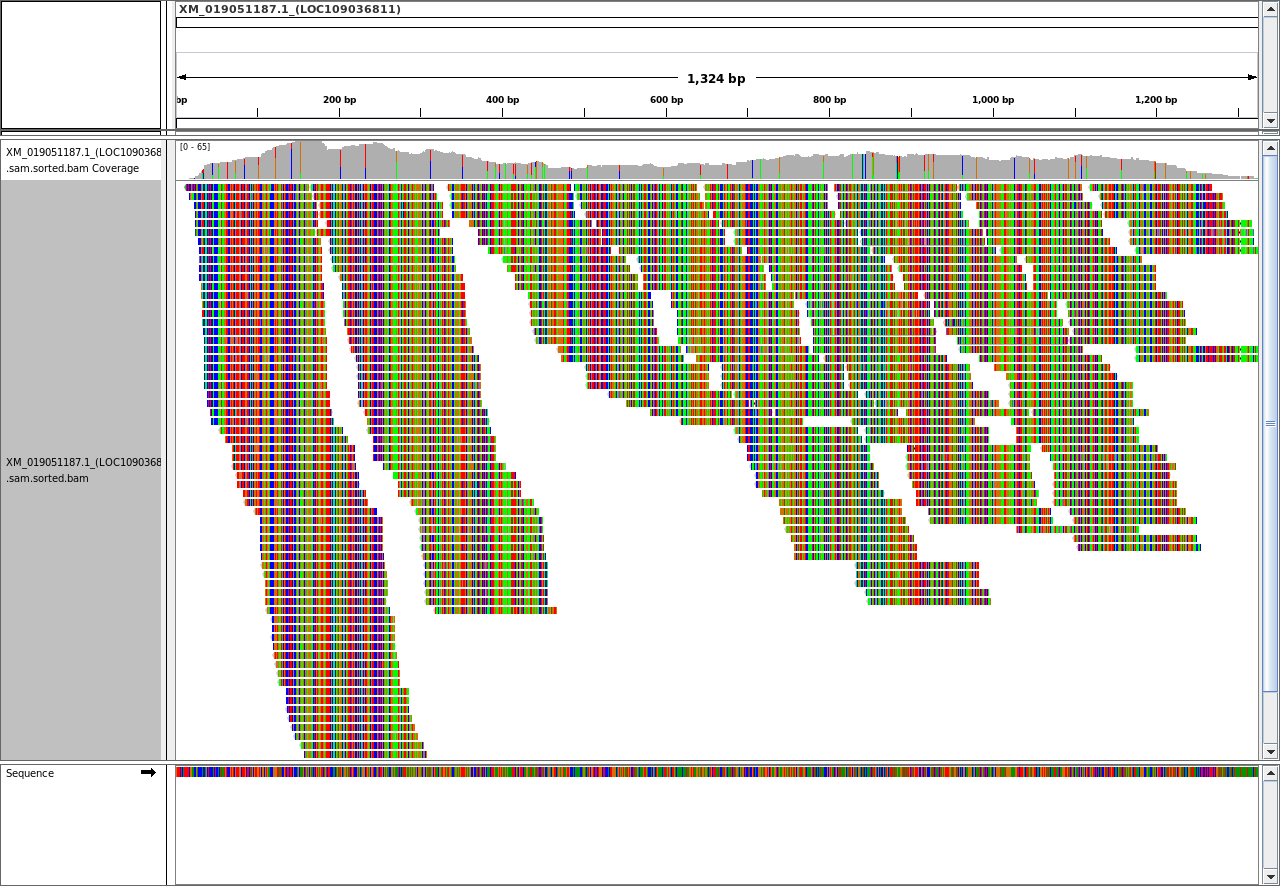 XM_019051187.1_(LOC109036811)
1,324 bp
bp 200 bp 400 bp 600 bp 800 bp 1,000 bp 1,200 bp
XM_019051187.1_(LOC1090368
.sam.sorted.bam Coverage
[0 - 65]
XM_019051187.1_(LOC1090368
.sam.sorted.bam
Sequence